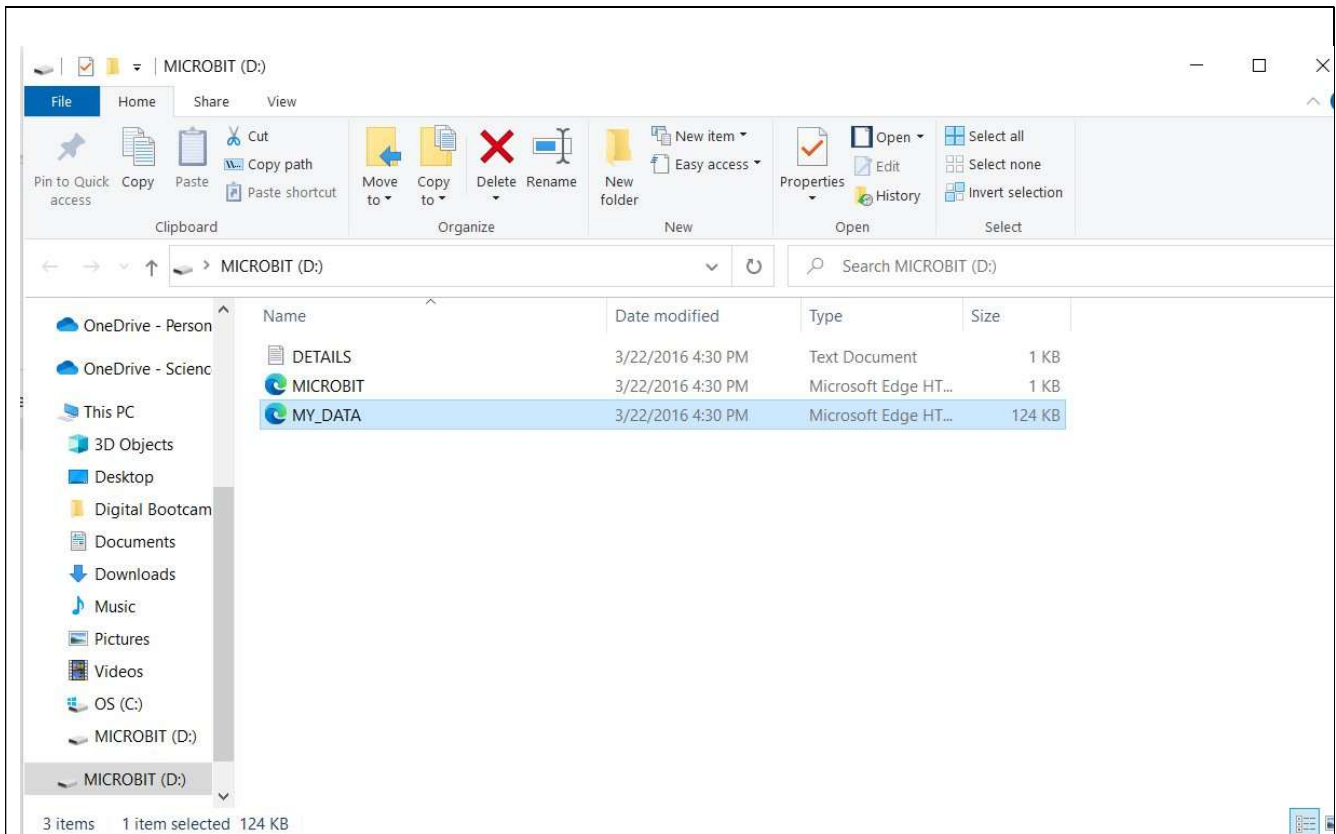 MICROBIT (D:)
File Home Share View
Pin to Quick access
Copy
Paste
Cut
Copy path
Paste shortcut
Move to
Copy to
Delete
Rename
New folder
New item
Easy access
Properties
Open
Edit
History
Select all
Select none
Invert selection
Clipboard Organize New Open Select
MICROBIT (D:) Search MICROBIT (D:)
Name Date modified Type Size
DETAILS 3/22/2016 4:30 PM Text Document 1 KB
MICROBIT 3/22/2016 4:30 PM Microsoft Edge HT... 1 KB
MY_DATA 3/22/2016 4:30 PM Microsoft Edge HT... 124 KB
OneDrive - Person
OneDrive - Scienc
This PC
3D Objects
Desktop
Digital Bootcam
Documents
Downloads
Music
Pictures
Videos
OS (C:)
MICROBIT (D:)
MICROBIT (D:)
3 items 1 item selected 124 KB